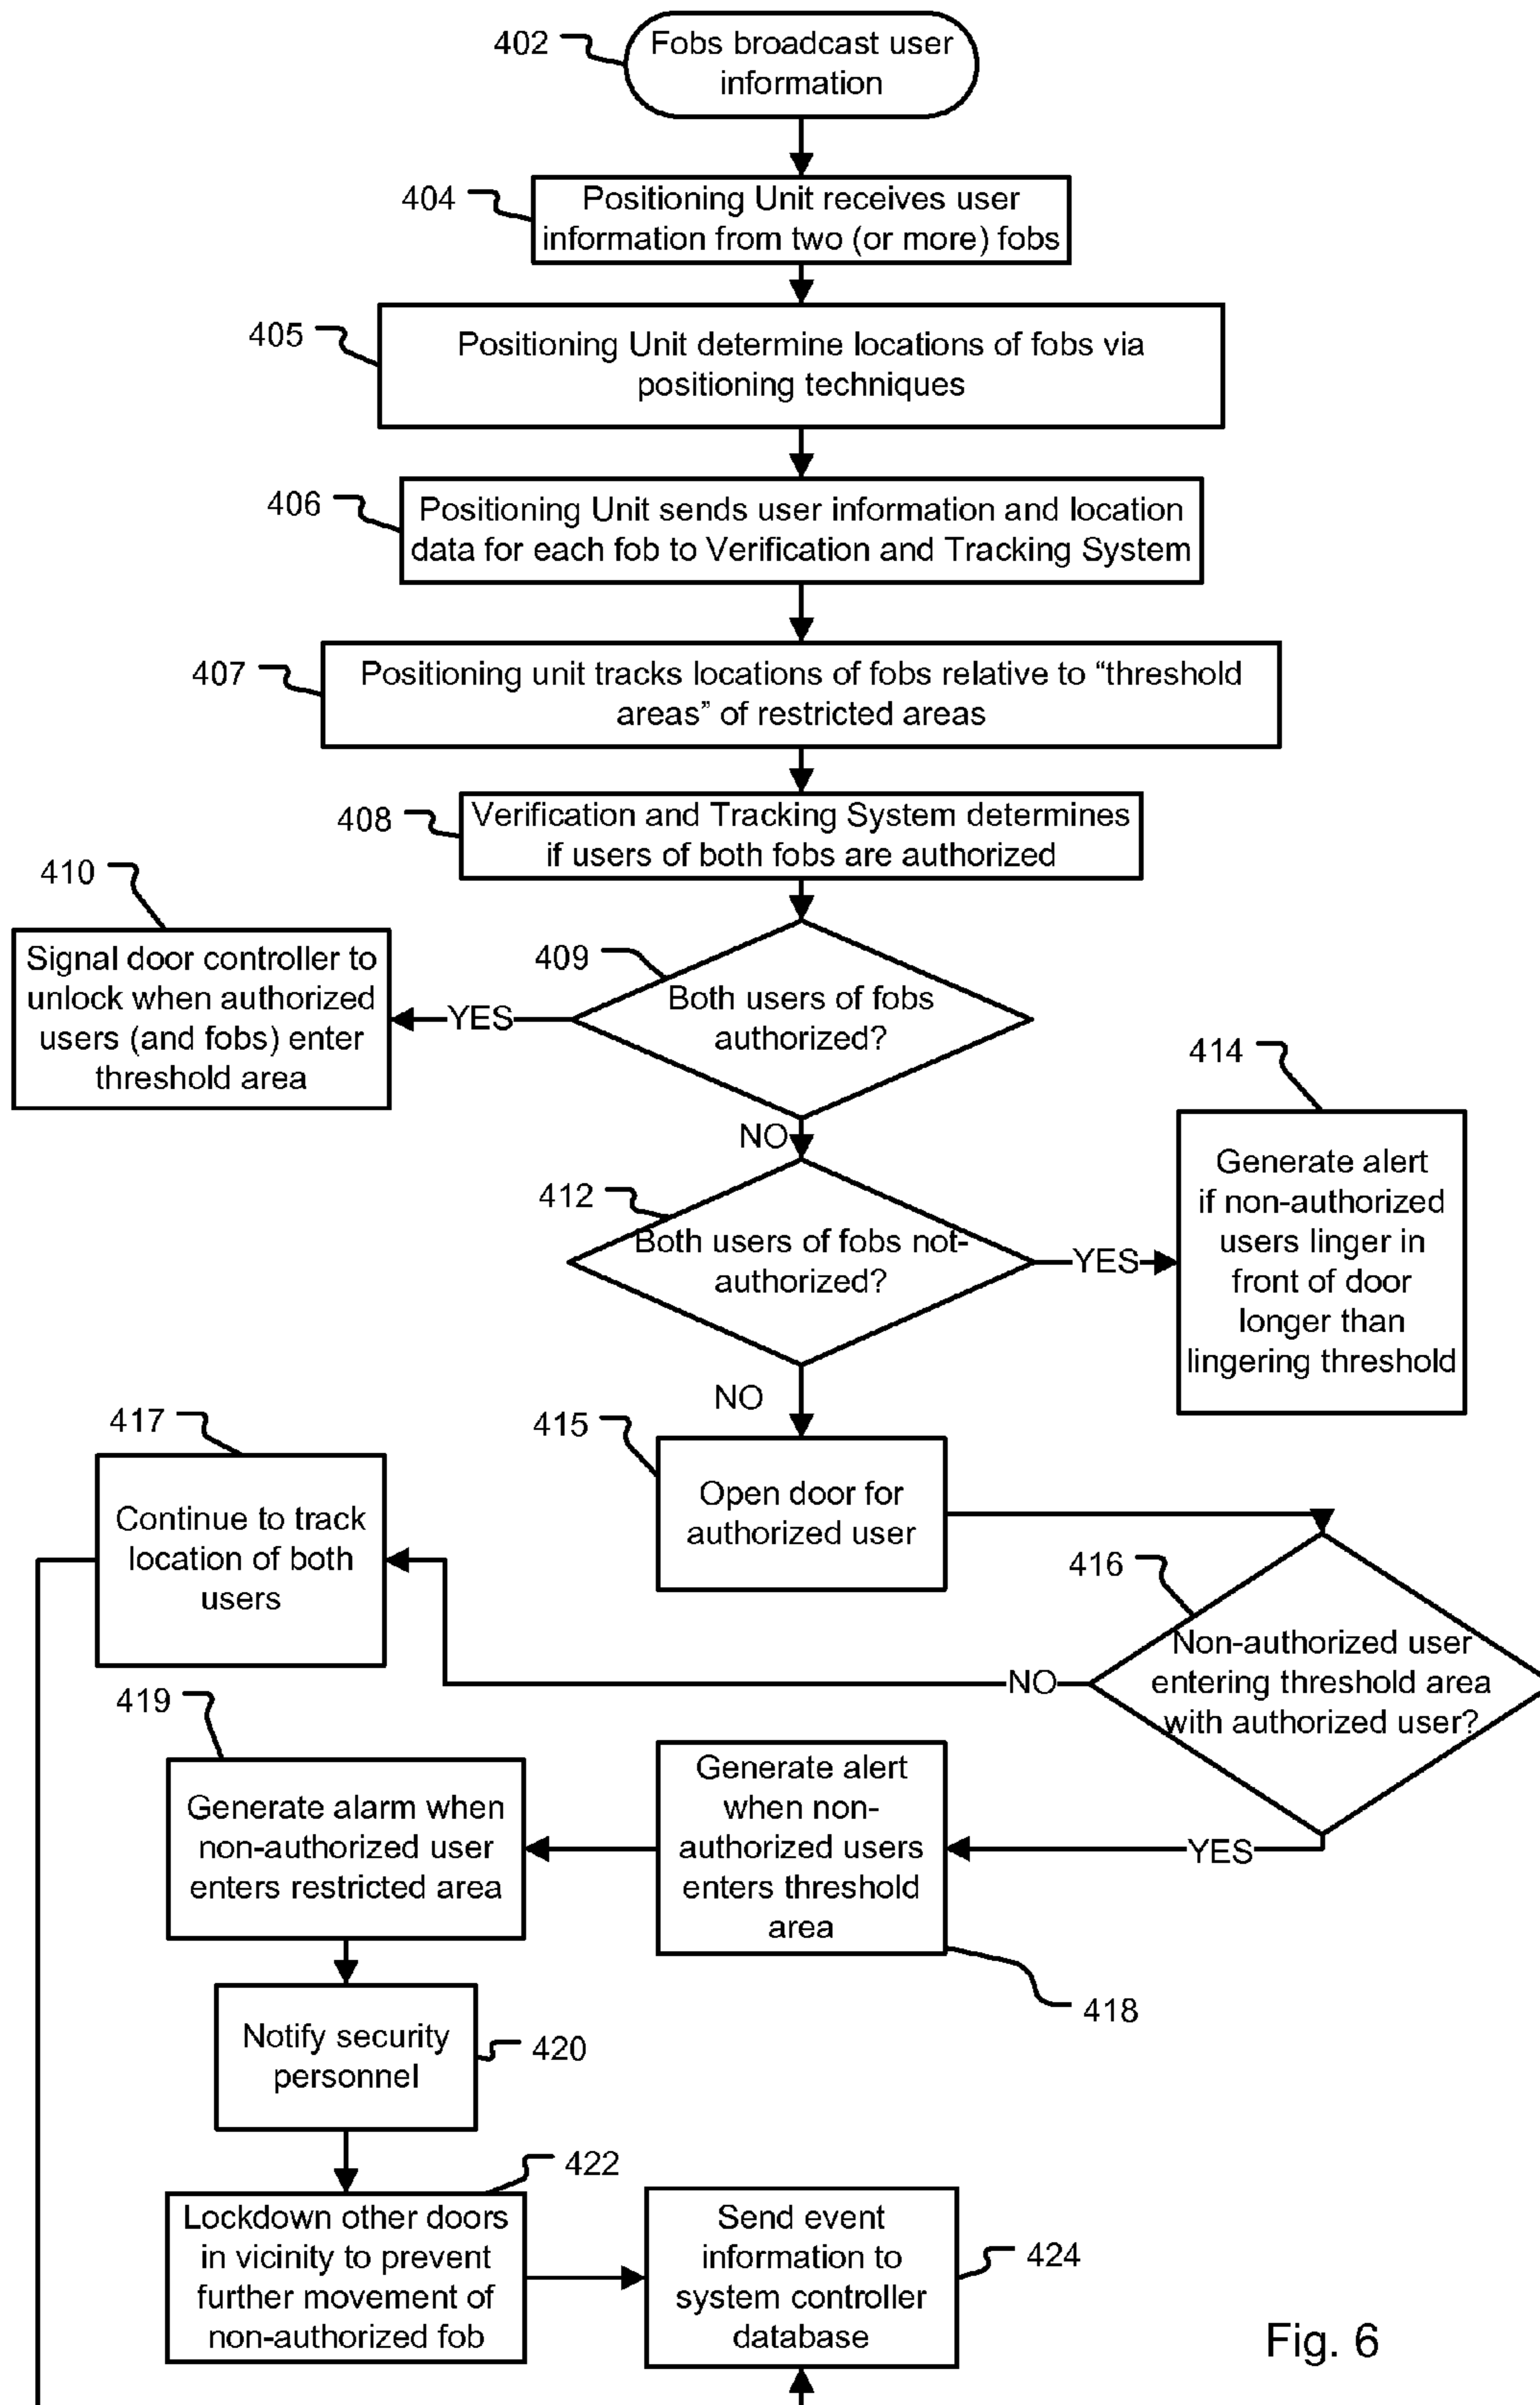 402
Fobs broadcast user
information
404
Positioning Unit receives user
information from two (or more) fobs
405
Positioning Unit determine locations of fobs via
positioning techniques
406
Positioning Unit sends user information and location
data for each fob to Verification and Tracking System
407
Positioning unit tracks locations of fobs relative to “threshold
areas” of restricted areas
408
Verification and Tracking System determines
if users of both fobs are authorized
410
Signal door controller to
unlock when authorized
users (and fobs) enter
threshold area
YES
409
Both users of fobs
authorized?
NO
412
Both users of fobs not-
authorized?
YES
414
Generate alert
if non-authorized
users linger in
front of door
longer than
lingering threshold
NO
415
Open door for
authorized user
416
Non-authorized user
entering threshold area
with authorized user?
NO
417
Continue to track
location of both
users
YES
Generate alert
when non-
authorized users
enters threshold
area
418
419
Generate alarm when
non-authorized user
enters restricted area
Notify security
personnel
420
422
Lockdown other doors
in vicinity to prevent
further movement of
non-authorized fob
Send event
information to
system controller
database
424
Fig. 6